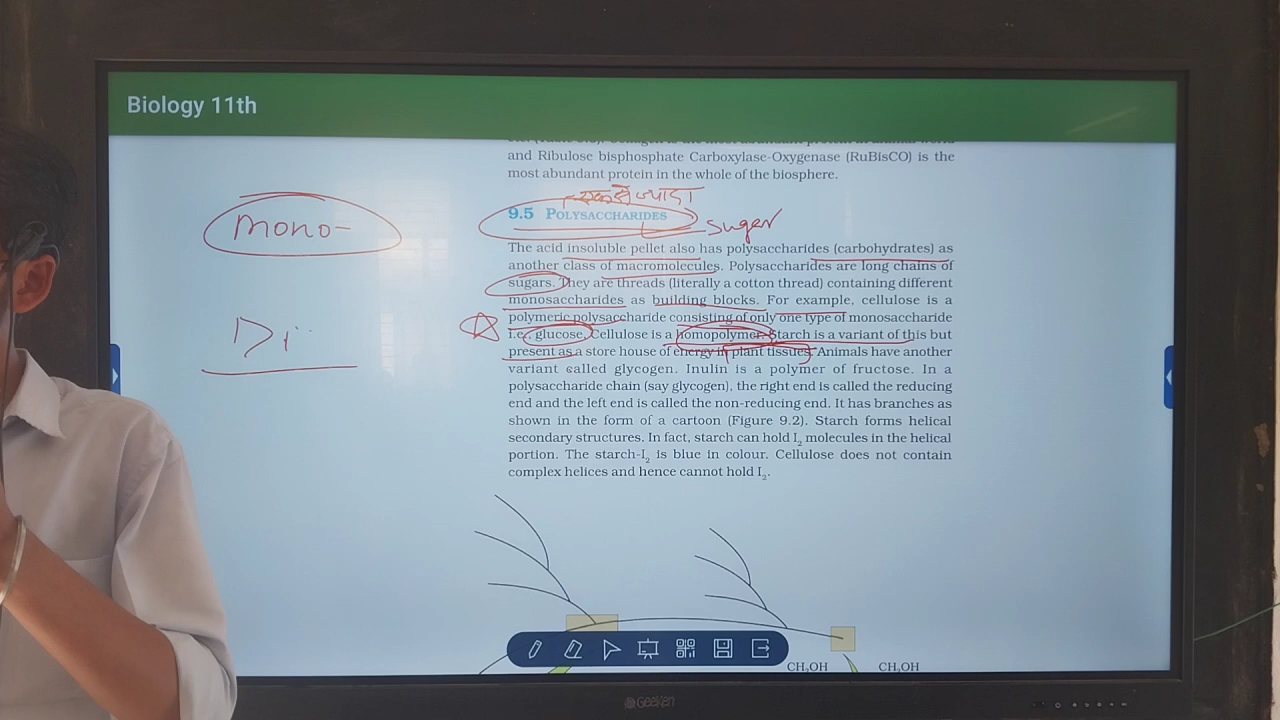 Biology 11th
and Ribulose bisphosphate Carboxylase-Oxygenase (RuBisCO) is the
most abundant protein in the whole of the biosphere.
mono-
9.5 POLYSACCHARIDES
suger
The acid insoluble pellet also has polysaccharides (carbohydrates) as
another class of macromolecules. Polysaccharides are long chains of
sugars. They are threads (literally a cotton thread) containing different
monosaccharides as building blocks. For example, cellulose is a
polymeric polysaccharide consisting of only one type of monosaccharide
i.e., glucose. Cellulose is a homopolymer. Starch is a variant of this but
present as a store house of energy in plant tissues. Animals have another
variant called glycogen. Inulin is a polymer of fructose. In a
polysaccharide chain (say glycogen), the right end is called the reducing
end and the left end is called the non-reducing end. It has branches as
shown in the form of a cartoon (Figure 9.2). Starch forms helical
secondary structures. In fact, starch can hold I₂ molecules in the helical
portion. The starch-I₂ is blue in colour. Cellulose does not contain
complex helices and hence cannot hold I₂.
Di
CH₂OH CH₂OH
Geeken